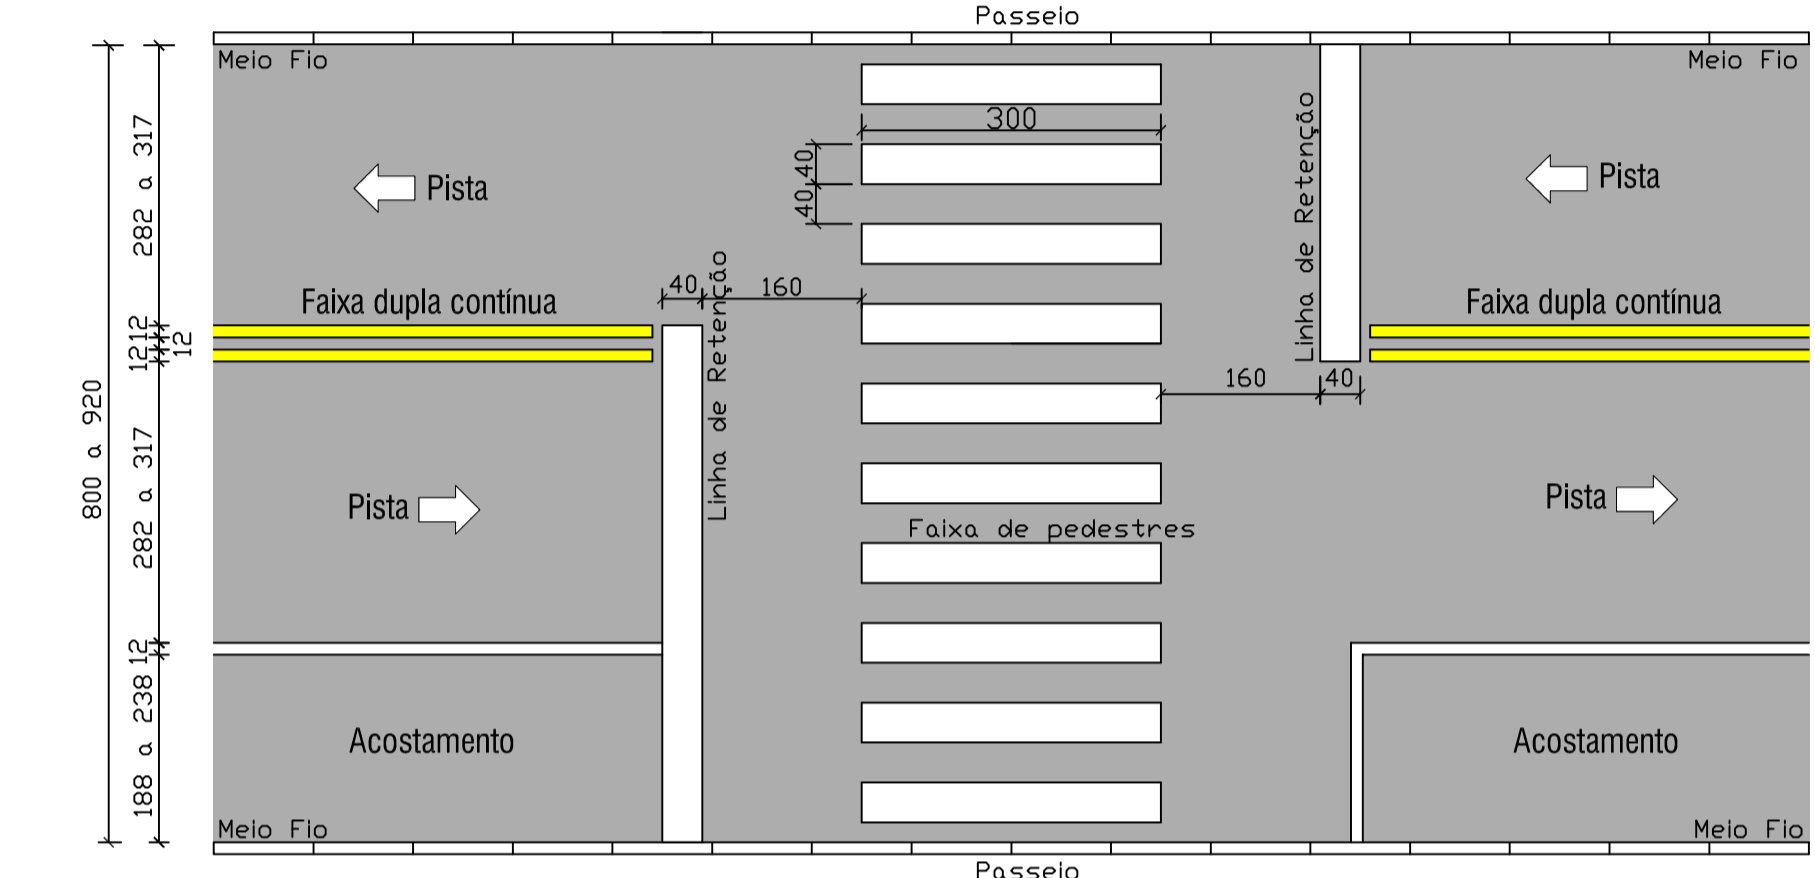 Passeio
Meio Fio
Meio Fio
300
40
40
282 a 317
Pista
Pista
Linha de Retenção
Linha de Retenção
40
160
Faixa dupla contínua
Faixa dupla contínua
12
12
12
160
40
800 a 920
282 a 317
Pista
Pista
Faixa de pedestres
12
188 a 238
Acostamento
Acostamento
Meio Fio
Meio Fio
Passeio